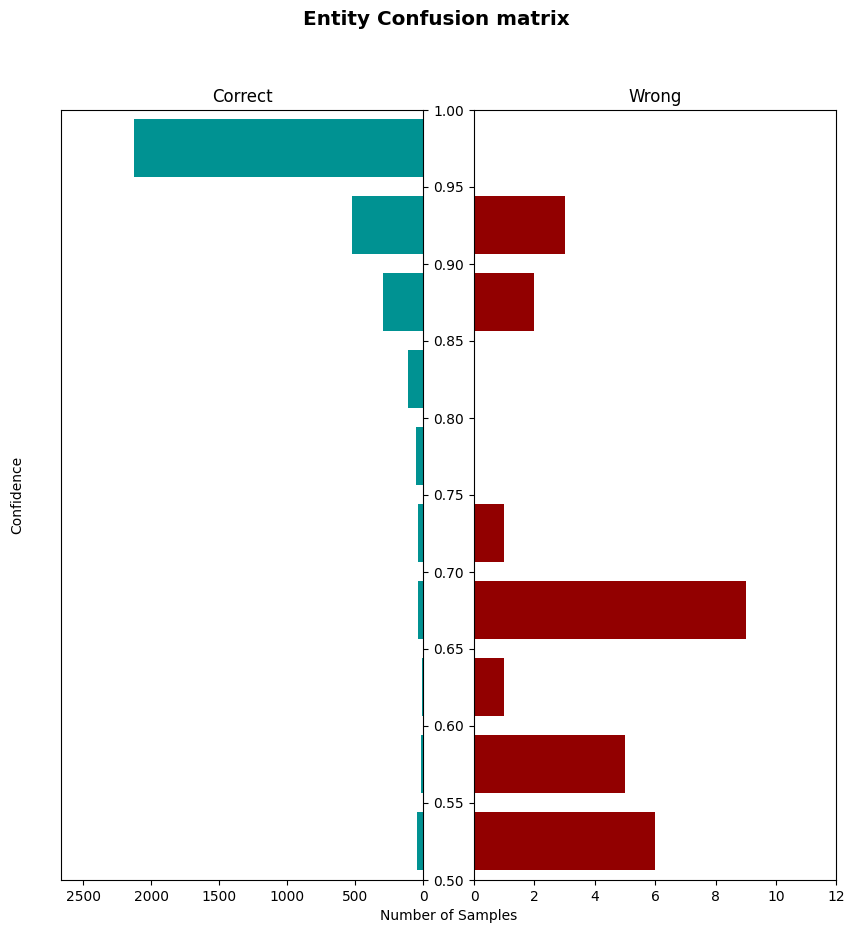 Entity Confusion matrix
Correct
Wrong
1.00
0.95
0.90
0.85
0.80
0.75
0.70
0.65
0.60
0.55
0.50
Confidence
2500 2000 1500 1000 500 0
0 2 4 6 8 10 12
Number of Samples